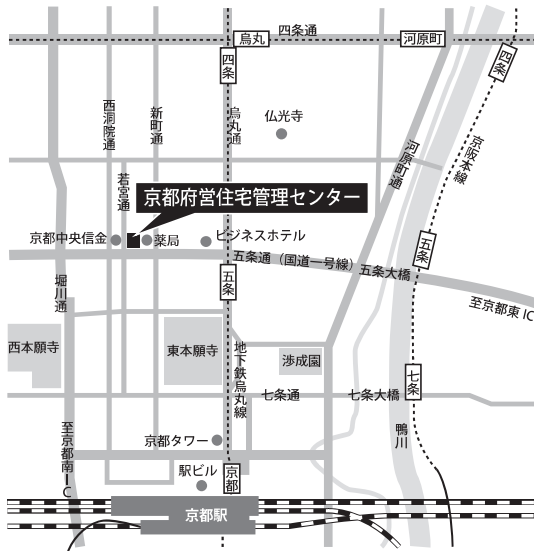 四条通
烏丸
河原町
四条
四条
西洞院通
新町通
烏丸通
仏光寺
河原町通
京阪本線
若宮通
京都府営住宅管理センター
京都中央信金
薬局
ビジネスホテル
五条通（国道一号線）五条大橋
五条
五条
至京都東IC
堀川通
西本願寺
東本願寺
地下鉄烏丸線
渉成園
七条
七条通
七条大橋
鴨川
至京都南IC
京都タワー
駅ビル
京都
京都駅